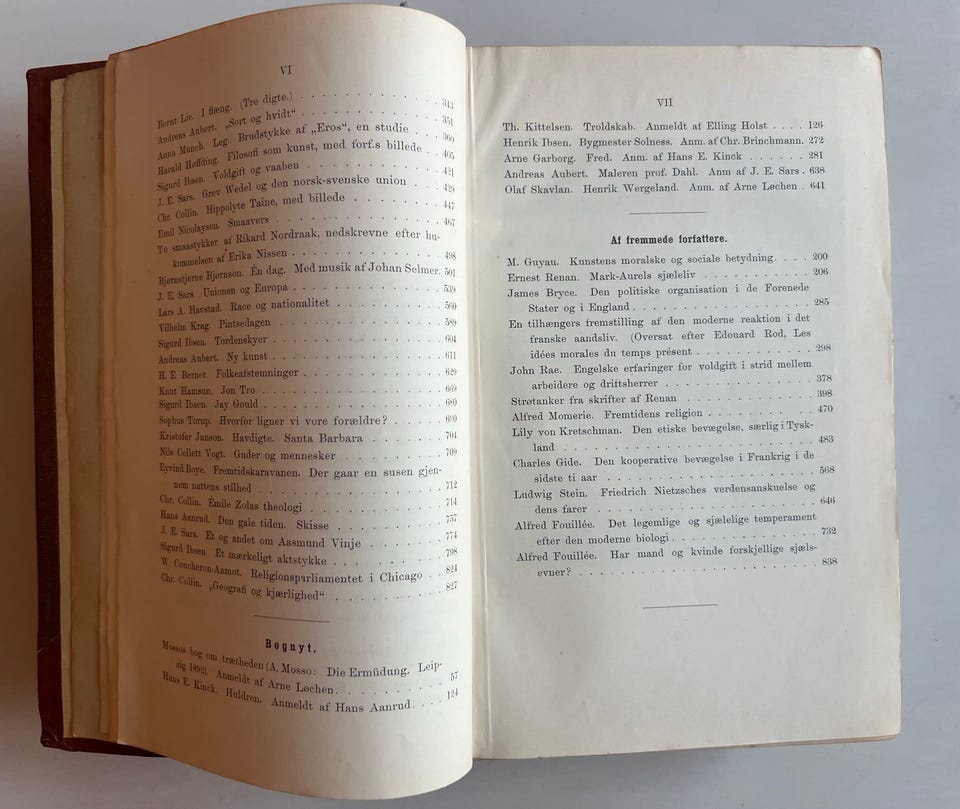 VI
Bernt Lie. I flæng. (Tre digte.) . . . . . . . . . . 343
Andreas Aubert. „Sort og hvidt“ . . . . . . . . . . 351
Anna Munch. Leg. Brudstykke af „Eros“, en studie . . 360
Harald Høffding. Filosofi som kunst, med forf.s billede . . 405
Sigurd Ibsen. Voldgift og vaaben . . . . . . . . . . 421
J. E. Sars. Grev Wedel og den norsk-svenske union . . . 429
Chr. Collin. Hippolyte Taine, med billede . . . . . . . 447
Emil Nicolaysen. Smaavers . . . . . . . . . . . . 467
To smaastykker af Rikard Nordraak, nedskrevne efter hu-
kommelsen af Erika Nissen . . . . . . . . . . . 498
Bjørnstjerne Bjørnson. Én dag. Med musik af Johan Selmer. 501
J. E. Sars. Unionen og Europa . . . . . . . . . . . 539
Lars A. Havstad. Race og nationalitet . . . . . . . . 560
Vilhelm Krag. Pintsedagen . . . . . . . . . . . . 589
Sigurd Ibsen. Tordenskyer . . . . . . . . . . . . 604
Andreas Aubert. Ny kunst . . . . . . . . . . . . 611
H. E. Berner. Folkeafstemninger . . . . . . . . . . 629
Knut Hamsun. Jon Tro . . . . . . . . . . . . . . 669
Sigurd Ibsen. Jay Gould . . . . . . . . . . . . . 680
Sophus Torup. Hvorfor ligner vi vore forældre? . . . . . 690
Kristofer Janson. Havdigte. Santa Barbara . . . . . . . 704
Nils Collett Vogt. Guder og mennesker . . . . . . . . 709
Eyvind Boye. Fremtidskaravanen. Der gaar en susen gjen-
nem nattens stilhed . . . . . . . . . . . . . . 712
Chr. Collin. Émile Zolas theologi . . . . . . . . . . 714
Hans Aanrud. Den gale tiden. Skisse . . . . . . . . . 757
J. E. Sars. Et og andet om Aasmund Vinje . . . . . . 774
Sigurd Ibsen. Et mærkeligt aktstykke . . . . . . . . 798
W Coucheron-Aamot. Religionsparliamentet i Chicago . . 824
Chr. Collin. „Geografi og kjærlighed“ . . . . . . . . 827
Bognyt.
Mossos bog om trætheden (A. Mosso: Die Ermüdung, Leip-
zig 1892). Anmeldt af Arne Løchen . . . . . . . . 57
Hans E. Kinck. Huldren. Anmeldt af Hans Aanrud . . . . 124
VII
Th. Kittelsen. Troldskab. Anmeldt af Elling Holst . . . . 126
Henrik Ibsen. Bygmester Solness. Anm. af Chr. Brinchmann. 272
Arne Garborg. Fred. Anm. af Hans E. Kinck . . . . . . 281
Andreas Aubert. Maleren prof. Dahl. Anm af J. E. Sars . 638
Olaf Skavlan. Henrik Wergeland. Anm. af Arne Løchen . 641
Af fremmede forfattere.
M. Guyau. Kunstens moralske og sociale betydning. . . . 200
Ernest Renan. Mark-Aurels sjæleliv . . . . . . . . . 206
James Bryce. Den politiske organisation i de Forenede
Stater og i England . . . . . . . . . . . . . . 285
En tilhængers fremstilling af den moderne reaktion i det
franske aandsliv. (Oversat efter Edouard Rod, Les
idées morales du temps présent . . . . . . . . . . 298
John Rae. Engelske erfaringer for voldgift i strid mellem
arbeidere og driftsherrer . . . . . . . . . . . . 378
Strøtanker fra skrifter af Renan . . . . . . . . . . 398
Alfred Momerie. Fremtidens religion . . . . . . . . . 470
Lily von Kretschman. Den etiske bevægelse, særlig i Tysk-
land . . . . . . . . . . . . . . . . . . . . 483
Charles Gide. Den kooperative bevægelse i Frankrig i de
sidste ti aar . . . . . . . . . . . . . . . . . 568
Ludwig Stein. Friedrich Nietzsches verdensanskuelse og
dens farer . . . . . . . . . . . . . . . . . . 646
Alfred Fouillée. Det legemlige og sjælelige temperament
efter den moderne biologi . . . . . . . . . . . . 732
Alfred Fouillée. Har mand og kvinde forskjellige sjæls-
evner? . . . . . . . . . . . . . . . . . . . 838